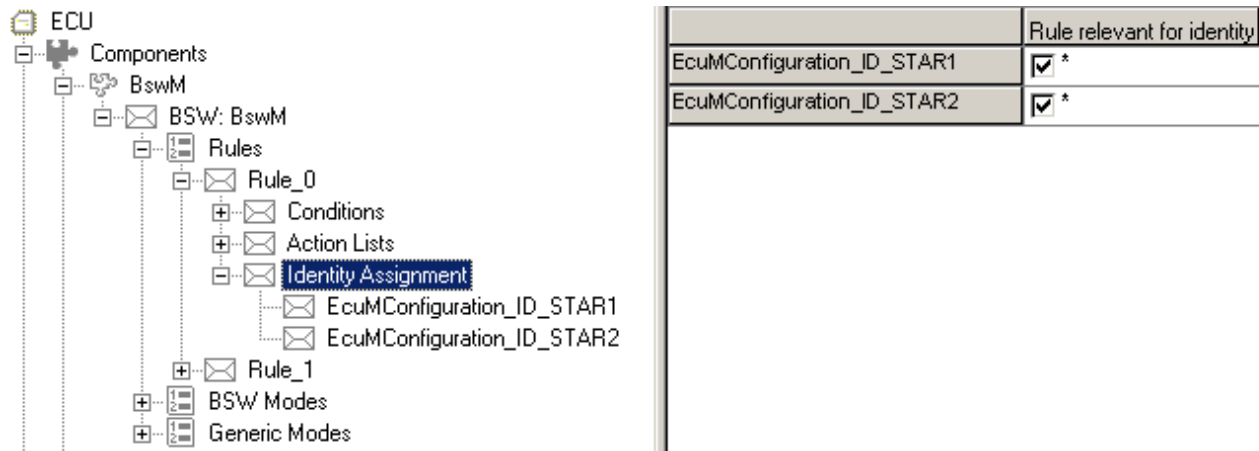 ECU
Components
BswM
BSW: BswM
Rules
Rule_0
Conditions
Action Lists
Identity Assignment
EcuMConfiguration_ID_STAR1
EcuMConfiguration_ID_STAR2
Rule_1
BSW Modes
Generic Modes
Rule relevant for identity
EcuMConfiguration_ID_STAR1 *
EcuMConfiguration_ID_STAR2 *